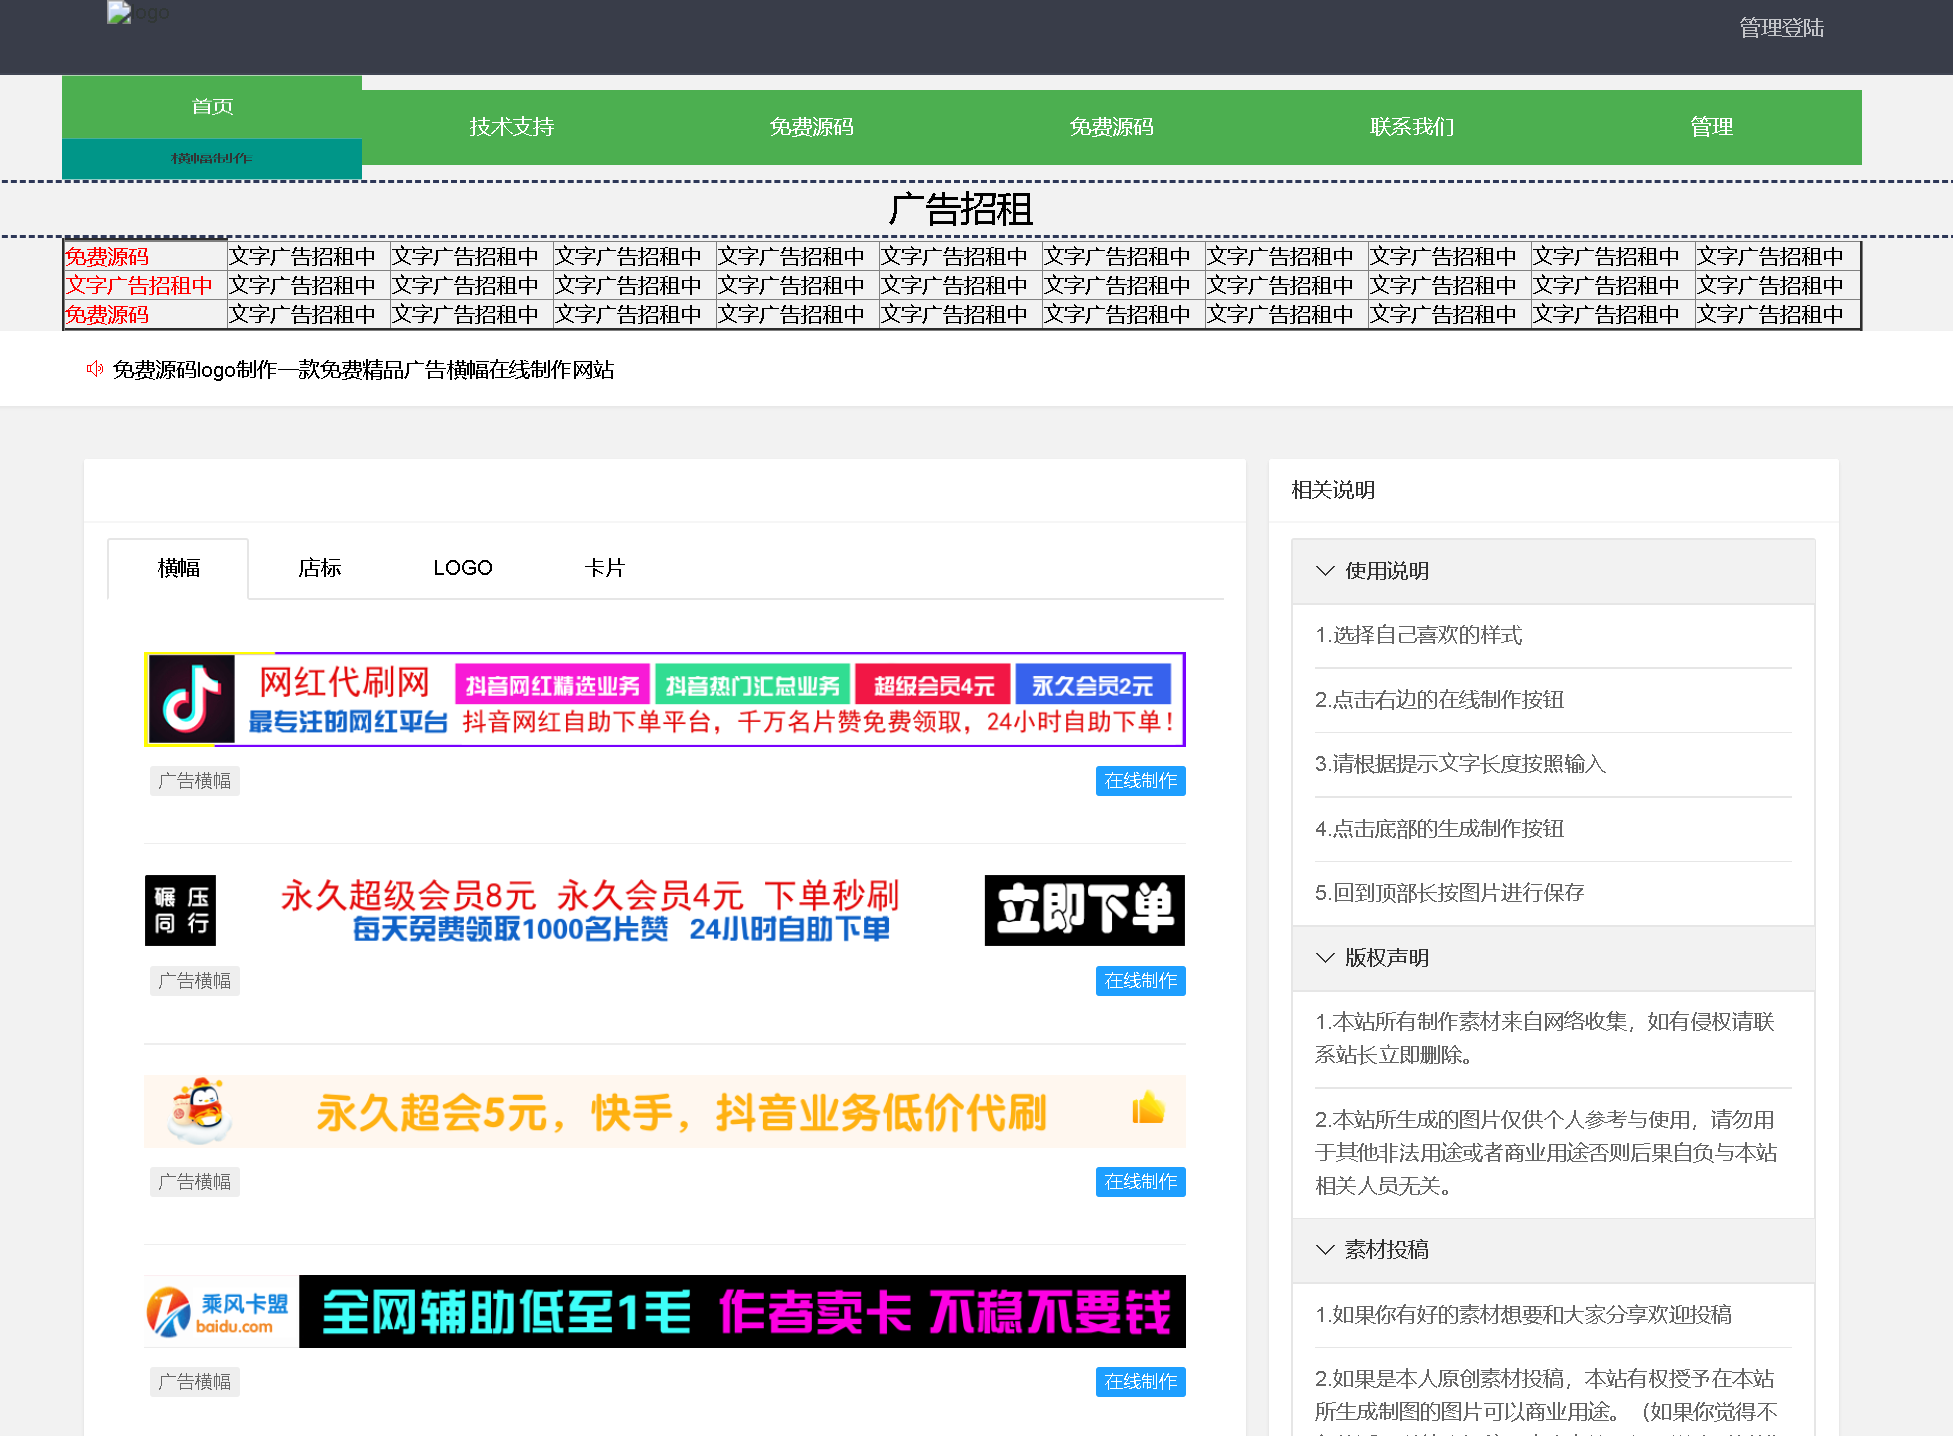 logo
管理登陆
首页
横幅制作
技术支持
免费源码
免费源码
联系我们
管理
广告招租
免费源码 文字广告招租中 文字广告招租中 文字广告招租中 文字广告招租中 文字广告招租中 文字广告招租中 文字广告招租中 文字广告招租中 文字广告招租中 文字广告招租中
文字广告招租中 文字广告招租中 文字广告招租中 文字广告招租中 文字广告招租中 文字广告招租中 文字广告招租中 文字广告招租中 文字广告招租中 文字广告招租中 文字广告招租中
免费源码 文字广告招租中 文字广告招租中 文字广告招租中 文字广告招租中 文字广告招租中 文字广告招租中 文字广告招租中 文字广告招租中 文字广告招租中 文字广告招租中
免费源码logo制作一款免费精品广告横幅在线制作网站
横幅 店标 LOGO 卡片
网红代刷网 抖音网红精选业务 抖音热门汇总业务 超级会员4元 永久会员2元
最专注的网红平台 抖音网红自助下单平台，千万名片赞免费领取，24小时自助下单！
广告横幅 在线制作
碾压
同行
永久超级会员8元 永久会员4元 下单秒刷
每天免费领取1000名片赞 24小时自助下单
立即下单
广告横幅 在线制作
永久超会5元，快手，抖音业务低价代刷
广告横幅 在线制作
乘风卡盟
baidu.com
全网辅助低至1毛 作者卖卡 不稳不要钱
广告横幅 在线制作
相关说明
使用说明
1.选择自己喜欢的样式
2.点击右边的在线制作按钮
3.请根据提示文字长度按照输入
4.点击底部的生成制作按钮
5.回到顶部长按图片进行保存
版权声明
1.本站所有制作素材来自网络收集，如有侵权请联
系站长立即删除。
2.本站所生成的图片仅供个人参考与使用，请勿用
于其他非法用途或者商业用途否则后果自负与本站
相关人员无关。
素材投稿
1.如果你有好的素材想要和大家分享欢迎投稿
2.如果是本人原创素材投稿，本站有权授予在本站
所生成制图的图片可以商业用途。（如果你觉得不